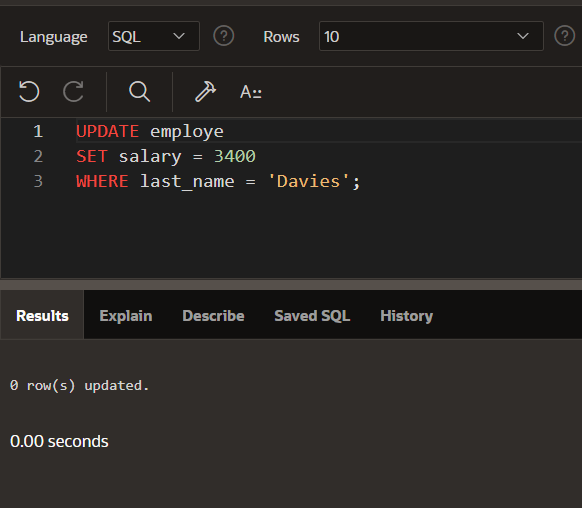 Language SQL ? Rows 10 ?
A::
1 UPDATE employe
2 SET salary = 3400
3 WHERE last_name = 'Davies';
Results Explain Describe Saved SQL History
0 row(s) updated.
0.00 seconds